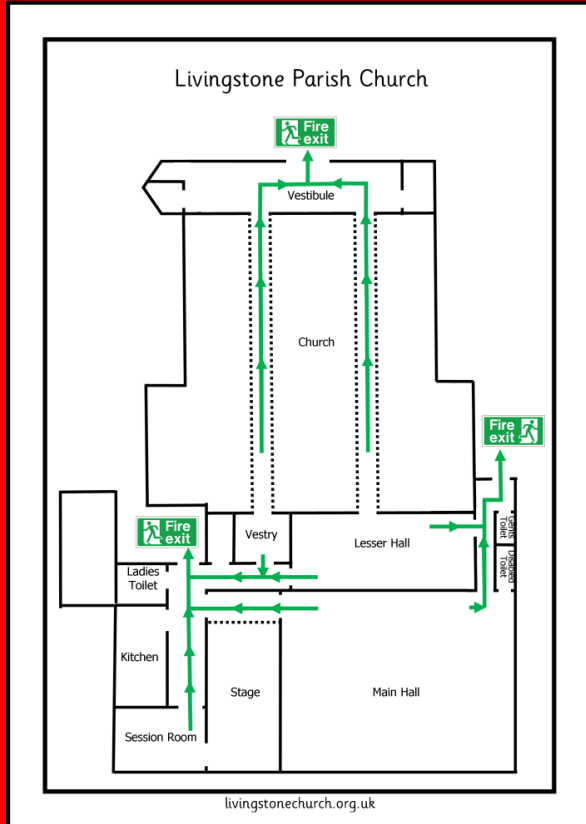 Livingstone Parish Church
Fire
exit
Vestibule
Church
Fire
exit
Gents
Toilet
Fire
exit
Vestry
Lesser Hall
Disabled
Toilet
Ladies
Toilet
Kitchen
Stage
Main Hall
Session Room
livingstonechurch.org.uk